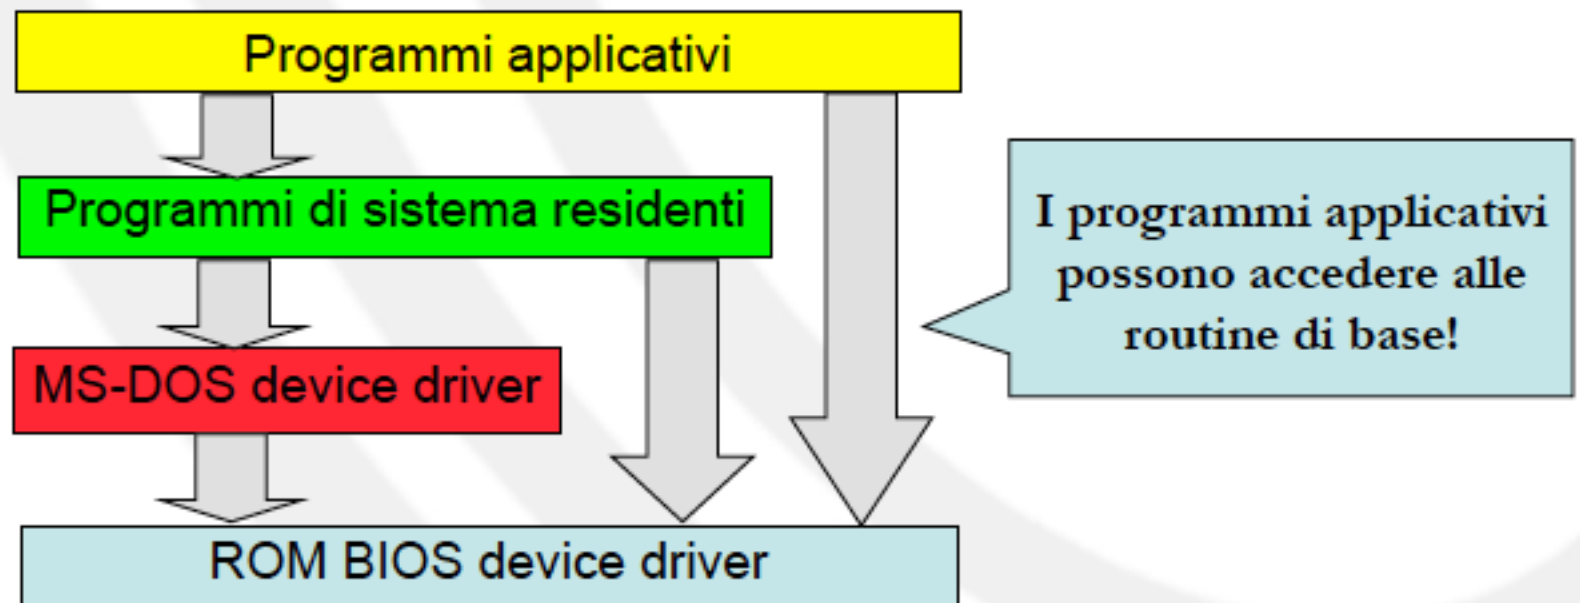 Programmi applicativi
Programmi di sistema residenti
I programmi applicativi
possono accedere alle
routine di base!
MS-DOS device driver
ROM BIOS device driver